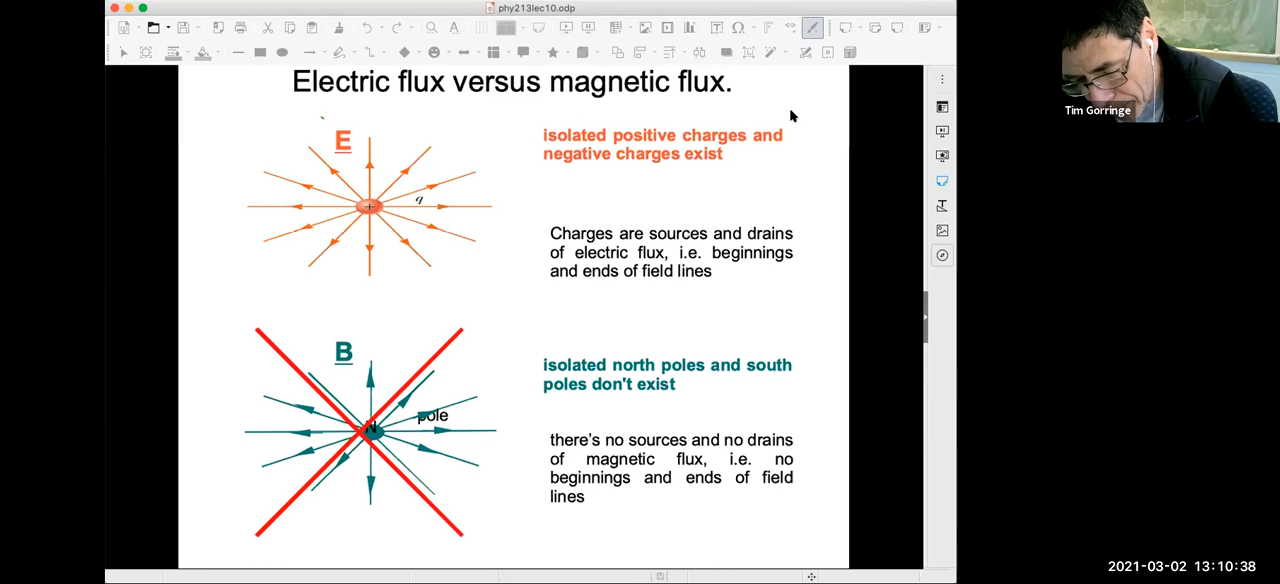 phy213lec10.odp
Electric flux versus magnetic flux.
E
isolated positive charges and
negative charges exist
q
+
Charges are sources and drains
of electric flux, i.e. beginnings
and ends of field lines
B
isolated north poles and south
poles don't exist
pole
N
there's no sources and no drains
of magnetic flux, i.e. no
beginnings and ends of field
lines
Tim Gorringe
2021-03-02 13:10:38